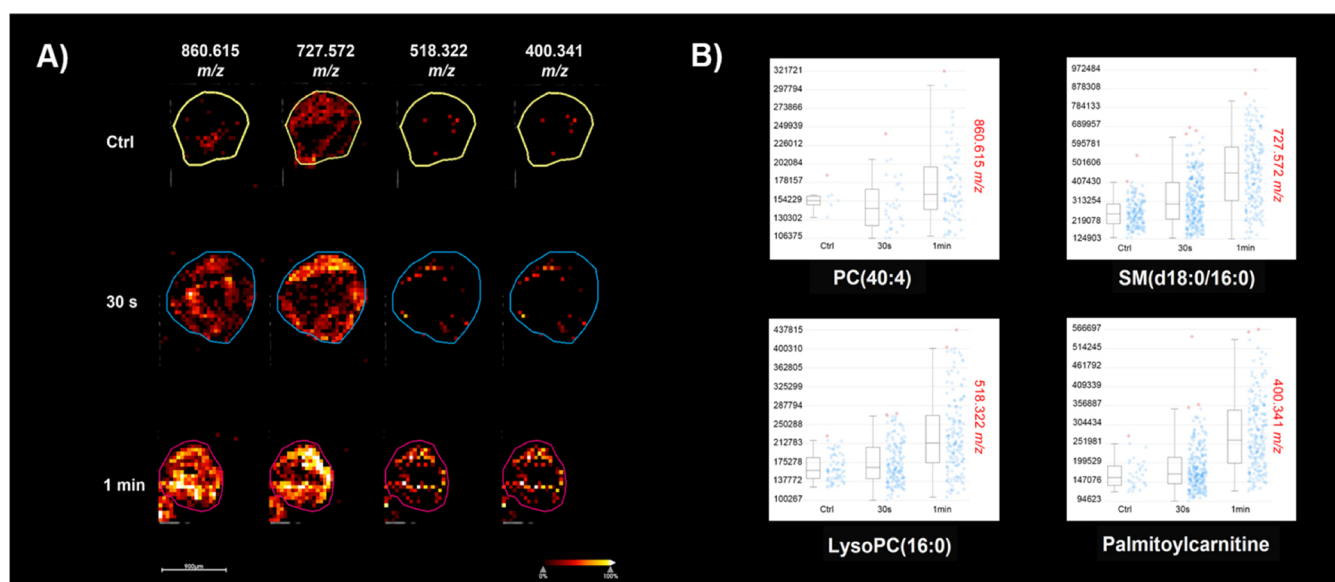 A)
860.615
m/z
727.572
m/z
518.322
m/z
400.341
m/z
Ctrl
30 s
1 min
900µm
0%
100%
B)
321721
297794
273866
249939
226012
202084
178157
154229
130302
106375
Ctrl
30s
1min
860.615 m/z
PC(40:4)
972484
878308
784133
689957
595781
501606
407430
313254
219078
124903
Ctrl
30s
1min
727.572 m/z
SM(d18:0/16:0)
437815
400310
362805
325299
287794
250288
212783
175278
137772
100267
Ctrl
30s
1min
518.322 m/z
LysoPC(16:0)
566697
514245
461792
409339
356887
304434
251981
199529
147076
94623
Ctrl
30s
1min
400.341 m/z
Palmitoylcarnitine